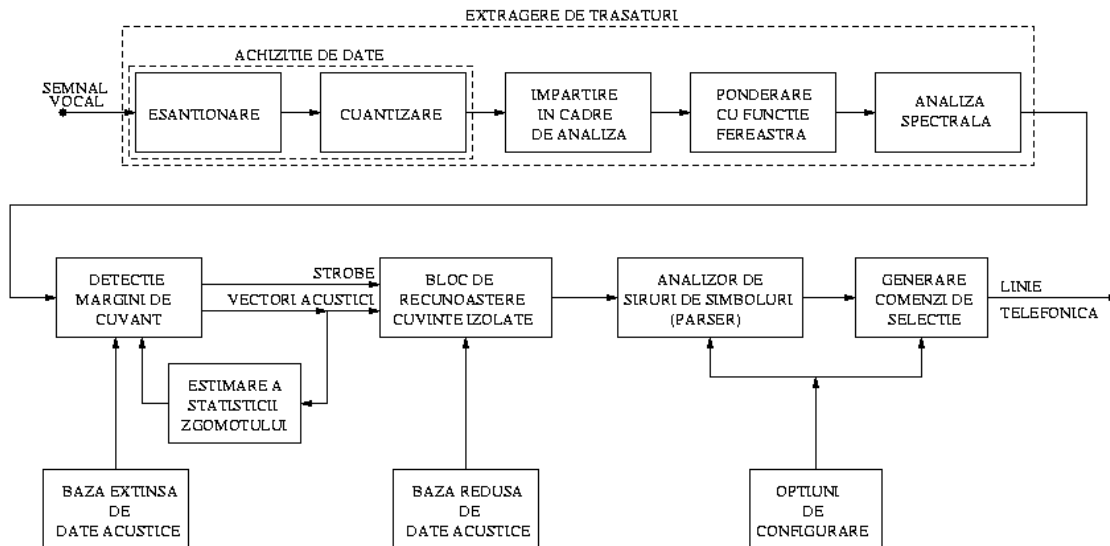 EXTRAGERE DE TRASATURI
ACHIZITIE DE DATE
SEMNAL
VOCAL
ESANTIONARE
CUANTIZARE
IMPARTIRE
IN CADRE
DE ANALIZA
PONDERARE
CU FUNCTIE
FEREASTRA
ANALIZA
SPECTRALA
DETECTIE
MARGINI DE
CUVANT
STROBE
VECTORI ACUSTICI
BLOC DE
RECUNOASTERE
CUVINTE IZOLATE
ANALIZOR DE
SIRURI DE SIMBOLURI
(PARSER)
GENERARE
COMENZI DE
SELECTIE
LINIE
TELEFONICA
ESTIMARE A
STATISTICII
ZGOMOTULUI
BAZA EXTINSA
DE
DATE ACUSTICE
BAZA REDUSA
DE
DATE ACUSTICE
OPTIUNI
DE
CONFIGURARE